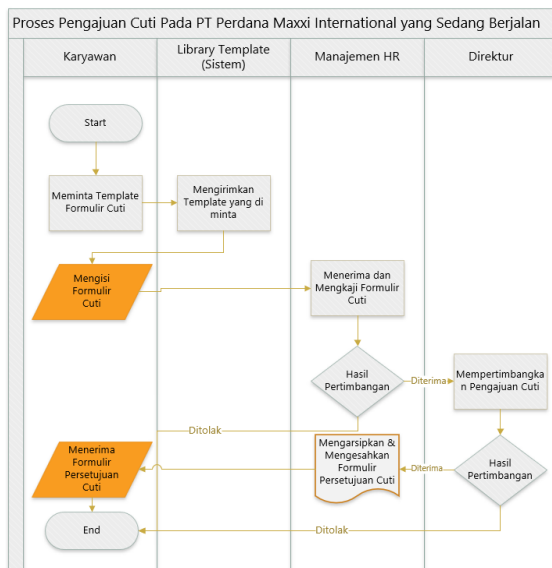 Proses Pengajuan Cuti Pada PT Perdana Maxxi International yang Sedang Berjalan
Karyawan
Library Template
(Sistem)
Manajemen HR
Direktur
Start
Meminta Template
Formulir Cuti
Mengirimkan
Template yang di
minta
Mengisi
Formulir
Cuti
Menerima dan
Mengkaji Formulir
Cuti
Hasil
Pertimbangan
Diterima
Mempertimbangka
n Pengajuan Cuti
Ditolak
Menerima
Formulir
Persetujuan
Cuti
Mengarsipkan &
Mengesahkan
Formulir
Persetujuan Cuti
Diterima
Hasil
Pertimbangan
End
Ditolak